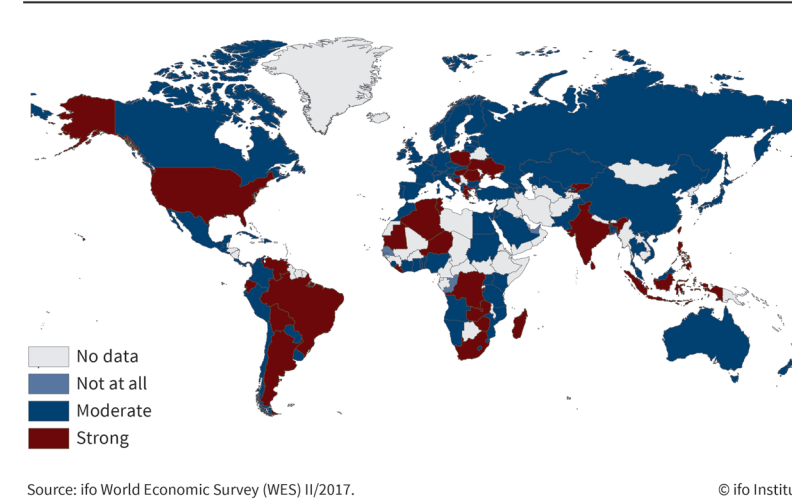 No data
Not at all
Moderate
Strong
Source: ifo World Economic Survey (WES) II/2017.
© ifo Institu